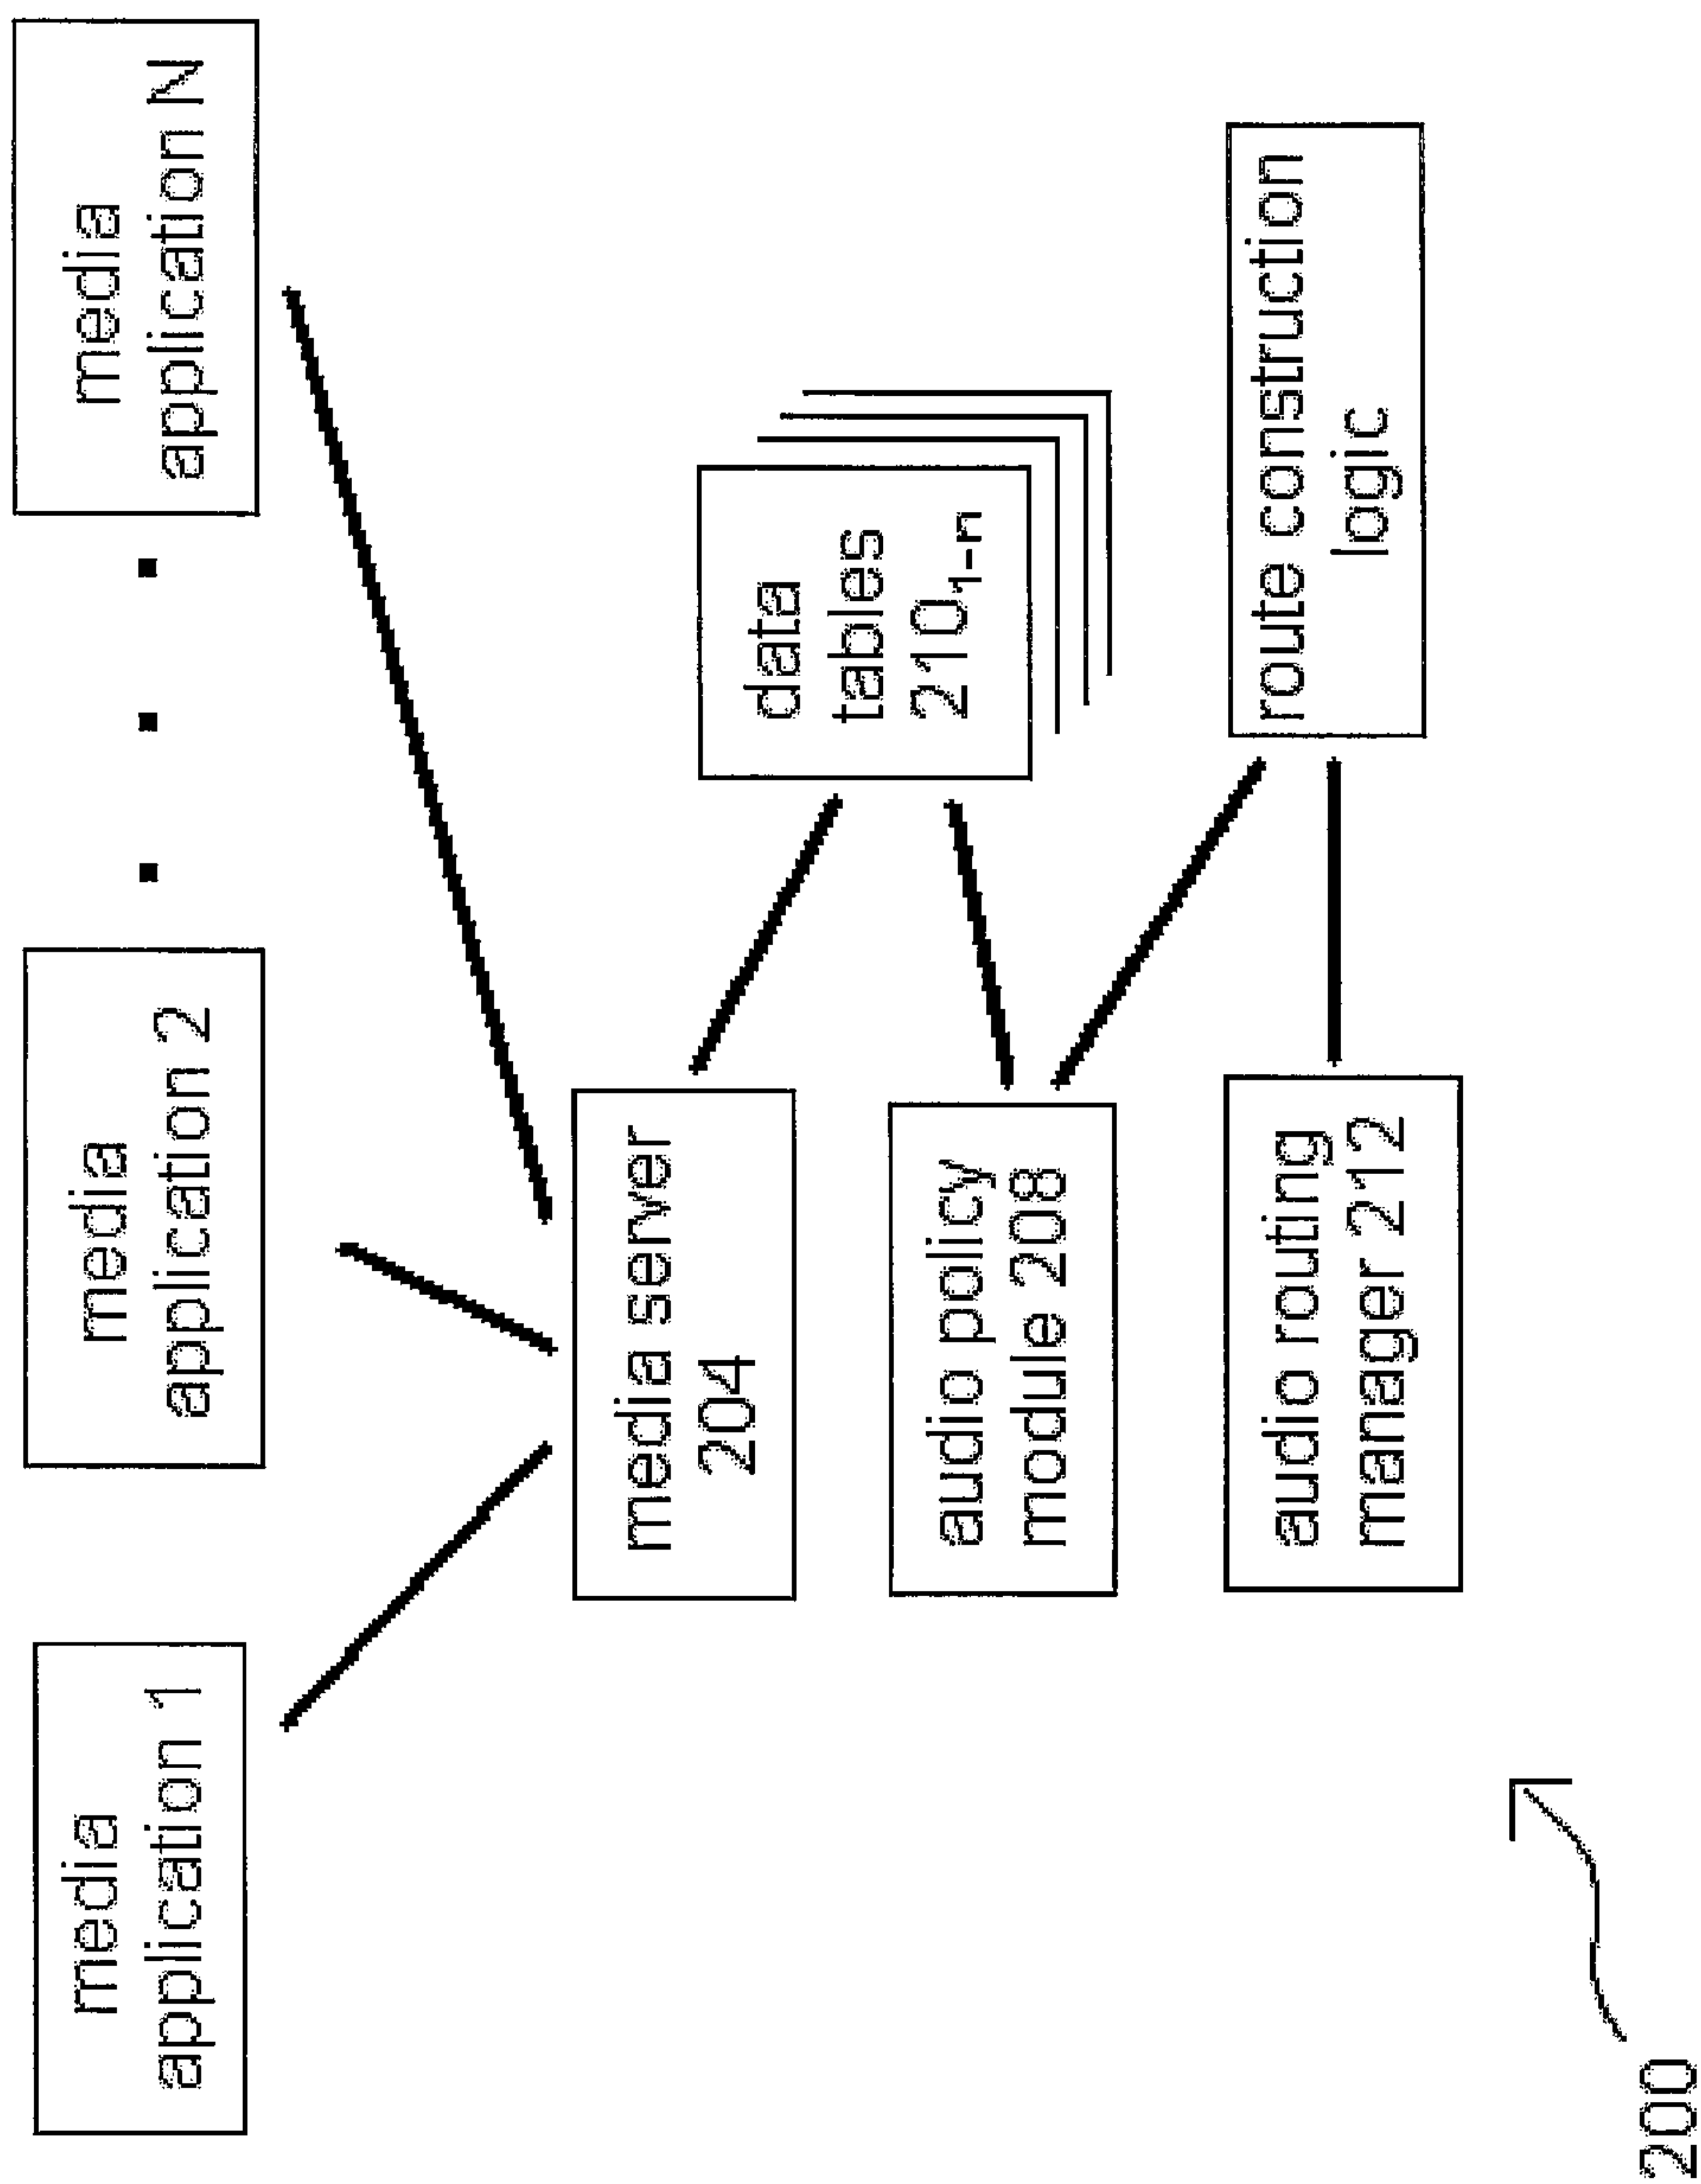 media
application 1
media
application 2
media
application N
media server
204
data
tables
210₁₋ₙ
audio policy
module 208
route construction
logic
audio routing
manager 212
200